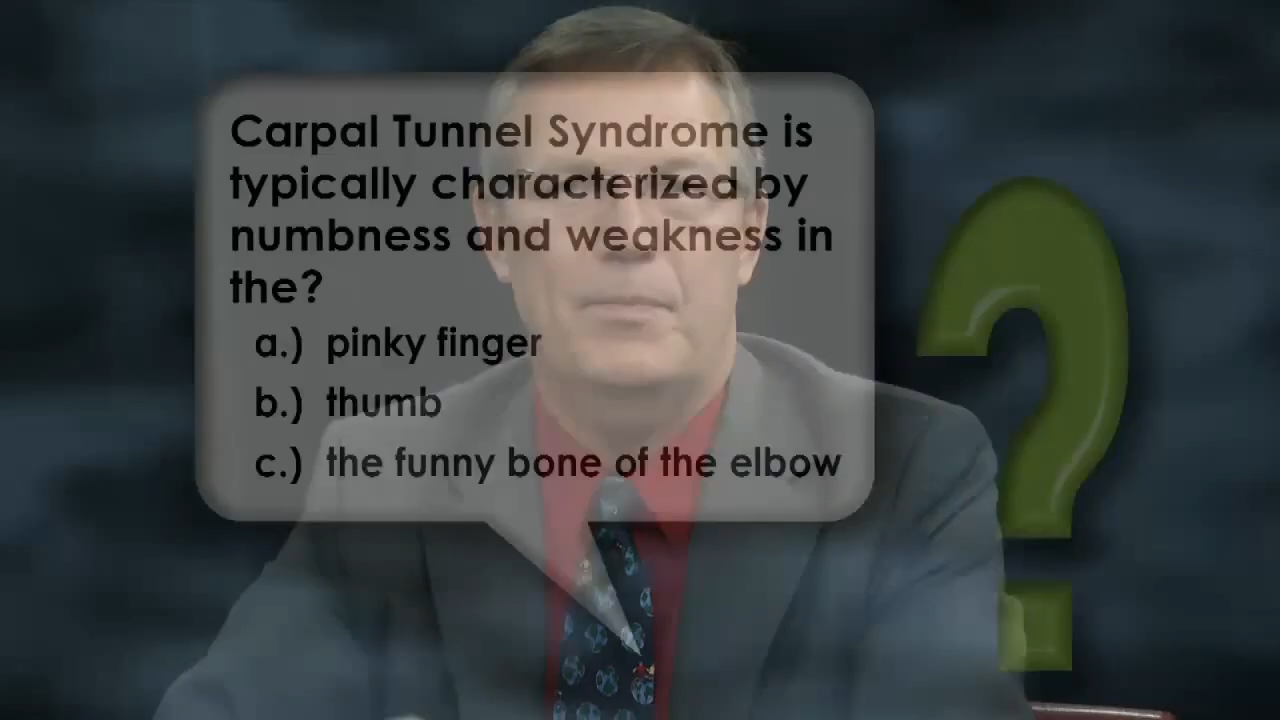 Carpal Tunnel Syndrome is
typically characterized by
numbness and weakness in
the?
a.) pinky finger
b.) thumb
c.) the funny bone of the elbow
?